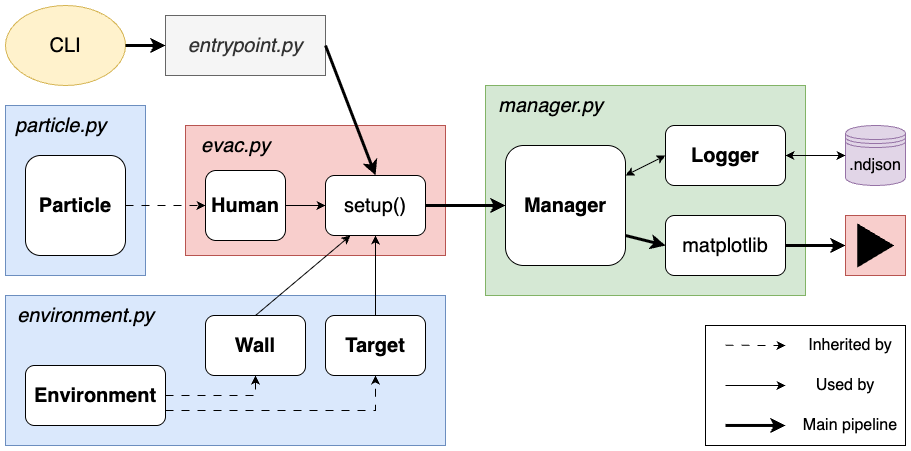 CLI
entrypoint.py
particle.py
Particle
evac.py
Human
setup()
manager.py
Manager
Logger
matplotlib
.ndjson
environment.py
Wall
Target
Environment
Inherited by
Used by
Main pipeline